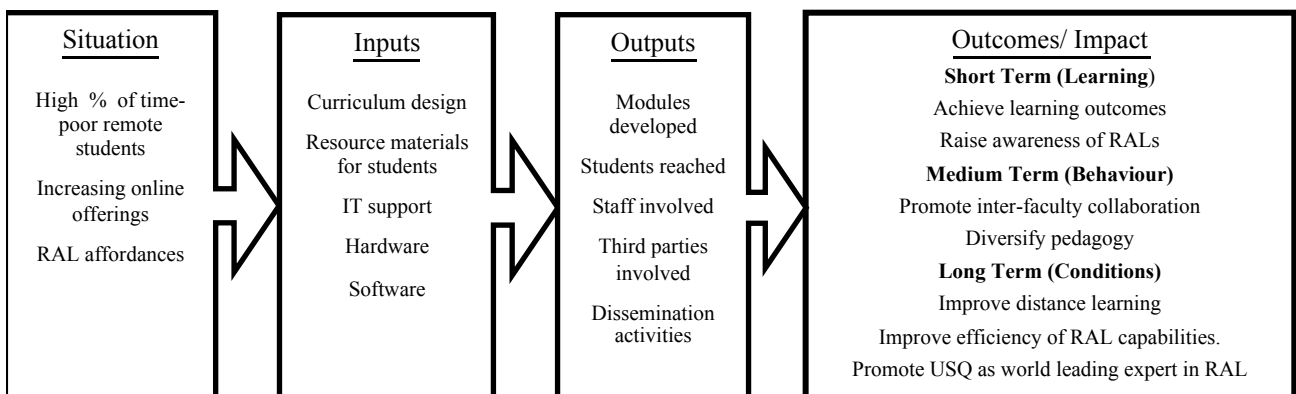 Situation
High % of time-
poor remote
students
Increasing online
offerings
RAL affordances
Inputs
Curriculum design
Resource materials
for students
IT support
Hardware
Software
Outputs
Modules
developed
Students reached
Staff involved
Third parties
involved
Dissemination
activities
Outcomes/ Impact
Short Term (Learning)
Achieve learning outcomes
Raise awareness of RALs
Medium Term (Behaviour)
Promote inter-faculty collaboration
Diversify pedagogy
Long Term (Conditions)
Improve distance learning
Improve efficiency of RAL capabilities.
Promote USQ as world leading expert in RAL